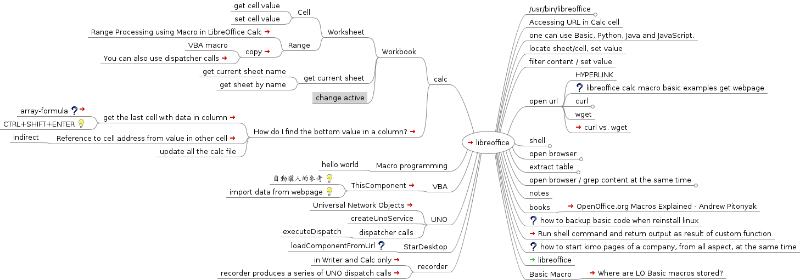 get cell value
set cell value
Cell
Range Processing using Macro in LibreOffice Calc
VBA macro
You can also use dispatcher calls
copy
Range
Worksheet
get current sheet name
get sheet by name
get current sheet
change active
Workbook
array-formula
CTRL+SHIFT+ENTER
get the last cell with data in column
indirect
Reference to cell address from value in other cell
update all the calc file
How do I find the bottom value in a column?
calc
hello world
Macro programming
自動載入的參考
import data from webpage
ThisComponent
VBA
Universal Network Objects
createUnoService
executeDispatch
dispatcher calls
UNO
loadComponentFromUrl
StarDesktop
in Writer and Calc only
recorder produces a series of UNO dispatch calls
recorder
libreoffice
/usr/bin/libreoffice
Accessing URL in Calc cell
one can use Basic, Python, Java and JavaScript.
locate sheet/cell, set value
filter content / set value
open url
HYPERLINK
libreoffice calc macro basic examples get webpage
curl
wget
curl vs. wget
shell
open browser
extract table
open browser / grep content at the same time
notes
books
OpenOffice.org Macros Explained - Andrew Pitonyak
how to backup basic code when reinstall linux
Run shell command and return output as result of custom function
how to start kimo pages of a company, from all aspect, at the same time
libreoffice
Basic Macro
Where are LO Basic macros stored?